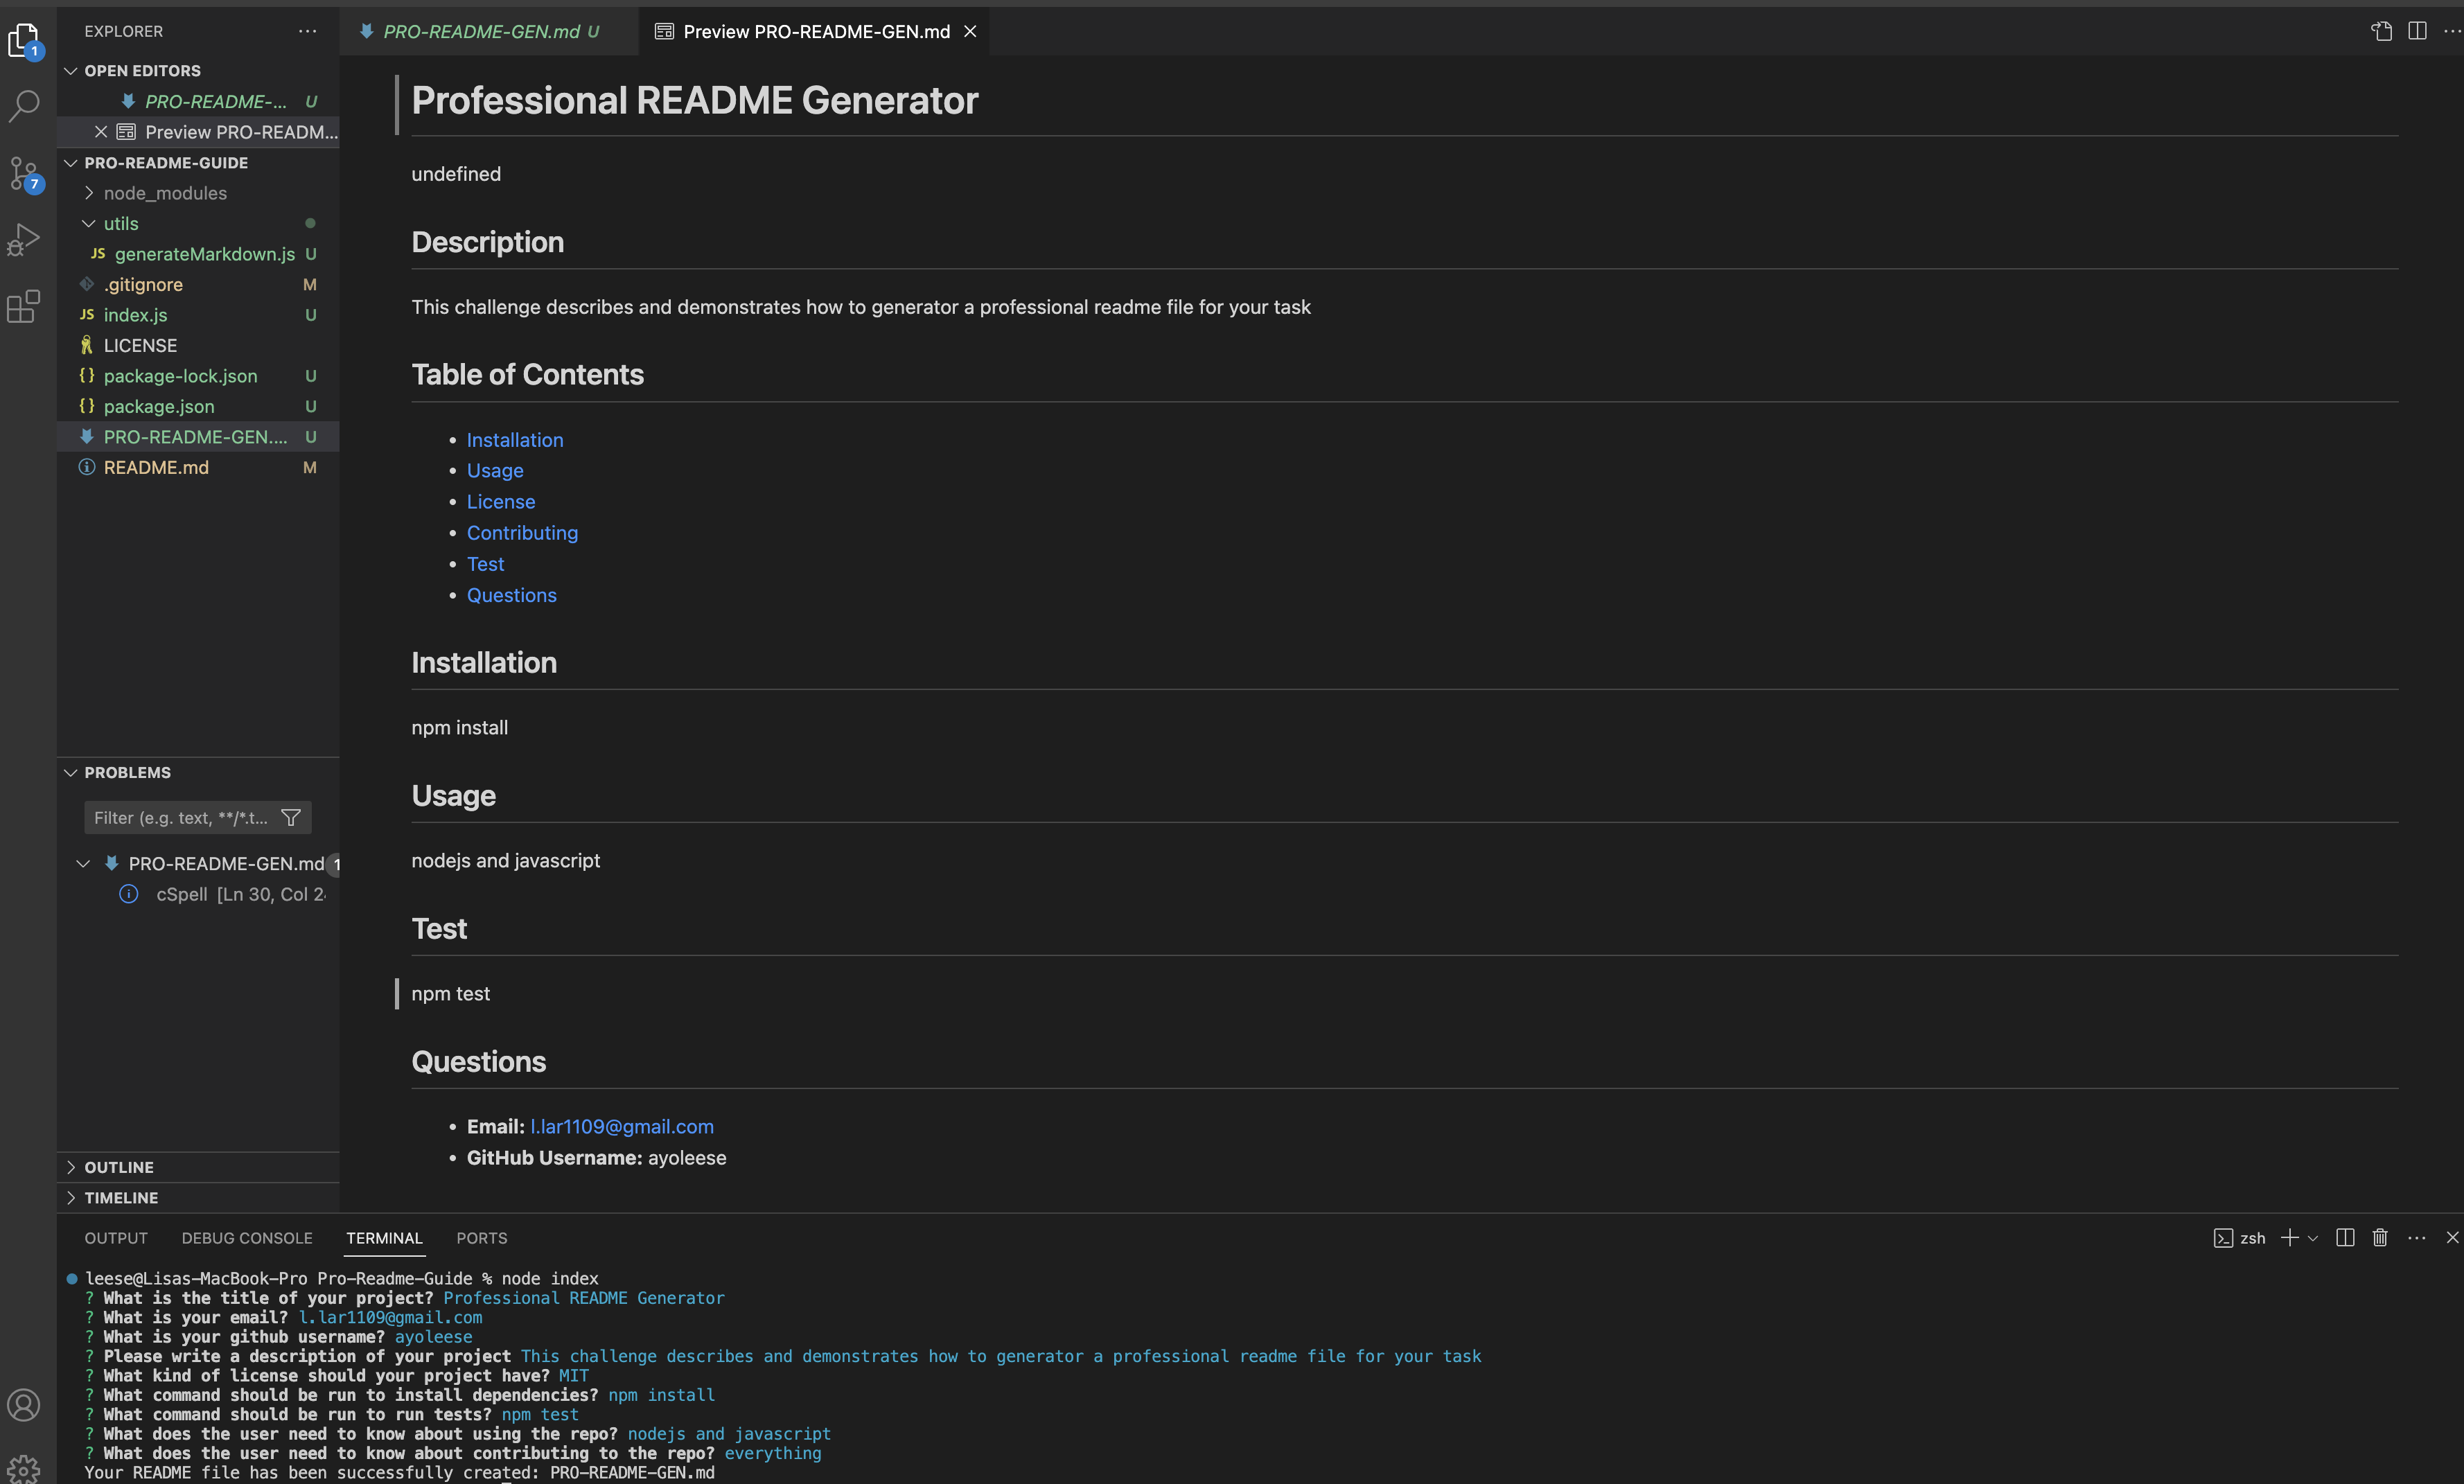 EXPLORER
OPEN EDITORS
PRO-README-... U
Preview PRO-READM...
PRO-README-GUIDE
node_modules
utils
JS generateMarkdown.js U
.gitignore M
JS index.js U
LICENSE
{} package-lock.json U
{} package.json U
PRO-README-GEN.... U
README.md M
1
7
PROBLEMS
Filter (e.g. text, **/*.t...
PRO-README-GEN.md 1
cSpell [Ln 30, Col 2
OUTLINE
TIMELINE
PRO-README-GEN.md U
Preview PRO-README-GEN.md
Professional README Generator
undefined
Description
This challenge describes and demonstrates how to generator a professional readme file for your task
Table of Contents
• Installation
• Usage
• License
• Contributing
• Test
• Questions
Installation
npm install
Usage
nodejs and javascript
Test
npm test
Questions
• Email: l.lar1109@gmail.com
• GitHub Username: ayoleese
OUTPUT DEBUG CONSOLE TERMINAL PORTS
zsh
leese@Lisas-MacBook-Pro Pro-Readme-Guide % node index
? What is the title of your project? Professional README Generator
? What is your email? l.lar1109@gmail.com
? What is your github username? ayoleese
? Please write a description of your project This challenge describes and demonstrates how to generator a professional readme file for your task
? What kind of license should your project have? MIT
? What command should be run to install dependencies? npm install
? What command should be run to run tests? npm test
? What does the user need to know about using the repo? nodejs and javascript
? What does the user need to know about contributing to the repo? everything
Your README file has been successfully created: PRO-README-GEN.md